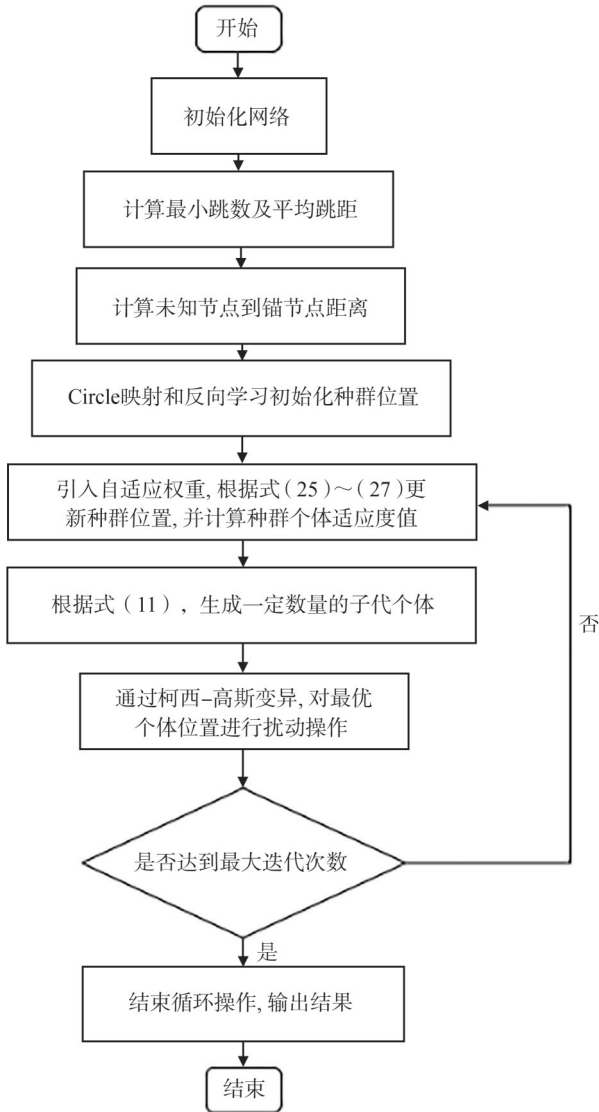 开始
初始化网络
计算最小跳数及平均跳距
计算未知节点到锚节点距离
Circle映射和反向学习初始化种群位置
引入自适应权重, 根据式(25)～(27)更
新种群位置, 并计算种群个体适应度值
根据式（11）, 生成一定数量的子代个体
否
通过柯西-高斯变异, 对最优
个体位置进行扰动操作
是否达到最大迭代次数
是
结束循环操作, 输出结果
结束